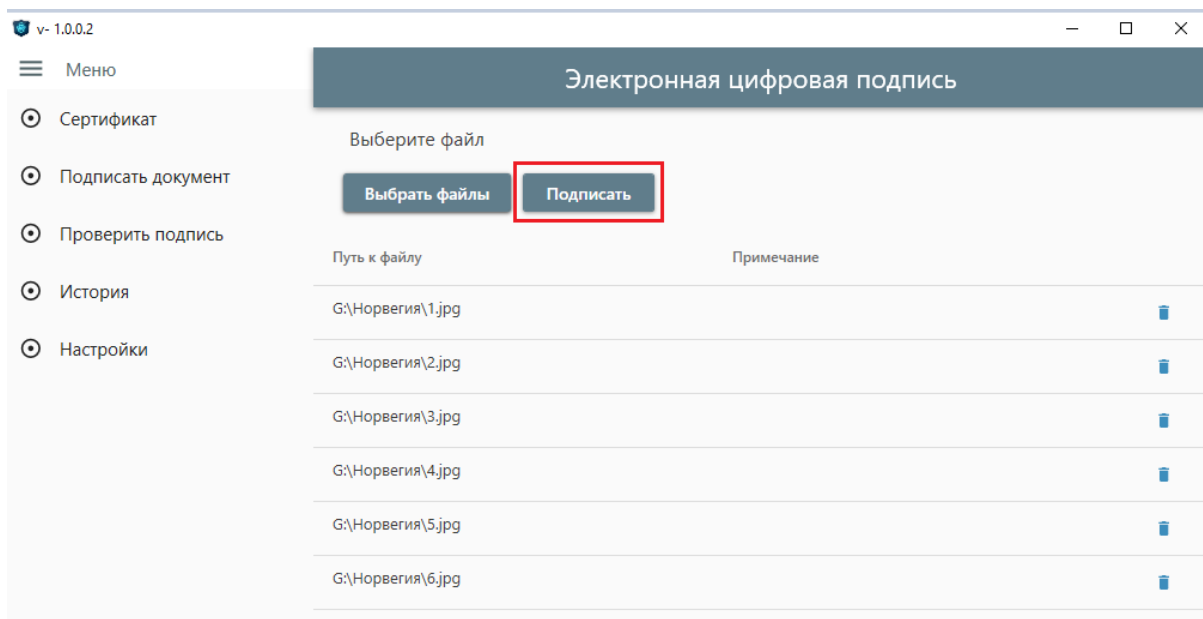 v- 1.0.0.2
Меню
Электронная цифровая подпись
Сертификат
Подписать документ
Проверить подпись
История
Настройки
Выберите файл
Выбрать файлы Подписать
Путь к файлу Примечание
G:\Норвегия\1.jpg
G:\Норвегия\2.jpg
G:\Норвегия\3.jpg
G:\Норвегия\4.jpg
G:\Норвегия\5.jpg
G:\Норвегия\6.jpg